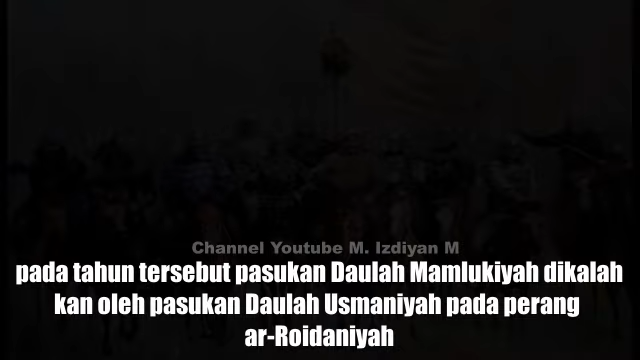 Channel Youtube M. Izdiyan M
pada tahun tersebut pasukan Daulah Mamlukiyah dikalah
kan oleh pasukan Daulah Usmaniyah pada perang
ar-Roidaniyah